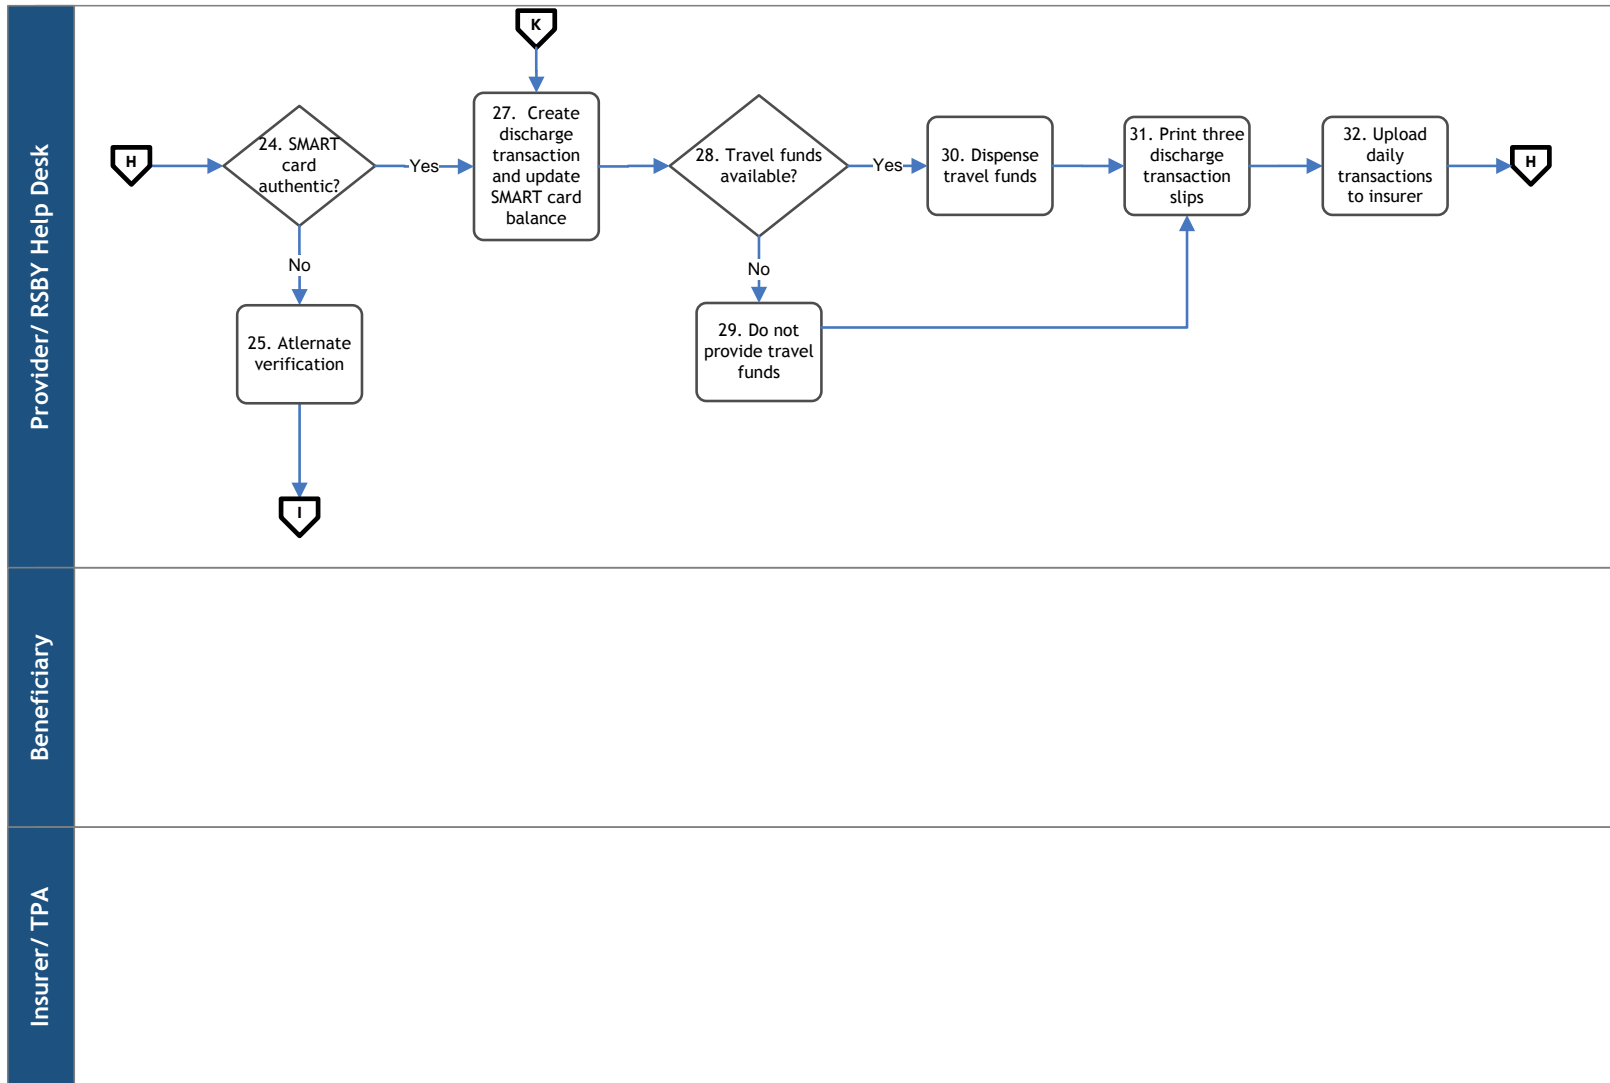 Provider/ RSBY Help Desk
K
H
24. SMART
card
authentic?
Yes
27. Create
discharge
transaction
and update
SMART card
balance
28. Travel funds
available?
Yes
30. Dispense
travel funds
31. Print three
discharge
transaction
slips
32. Upload
daily
transactions
to insurer
H
No
25. Atlernate
verification
I
No
29. Do not
provide travel
funds
Beneficiary
Insurer/ TPA